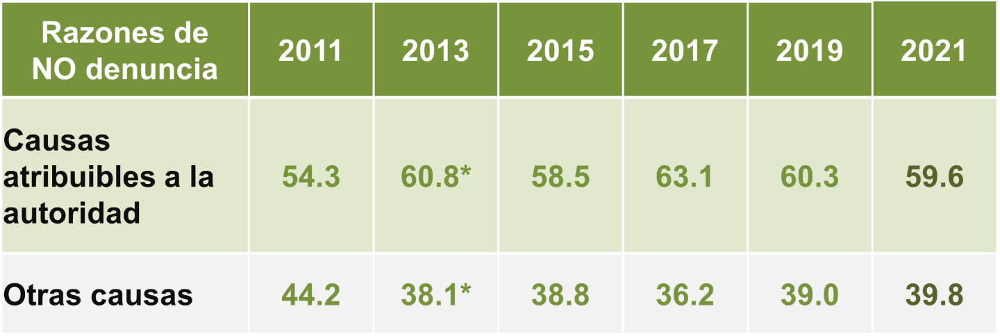 Razones de
NO denuncia
2011 2013 2015 2017 2019 2021
Causas
atribuibles a la
autoridad
54.3 60.8* 58.5 63.1 60.3 59.6
Otras causas 44.2 38.1* 38.8 36.2 39.0 39.8